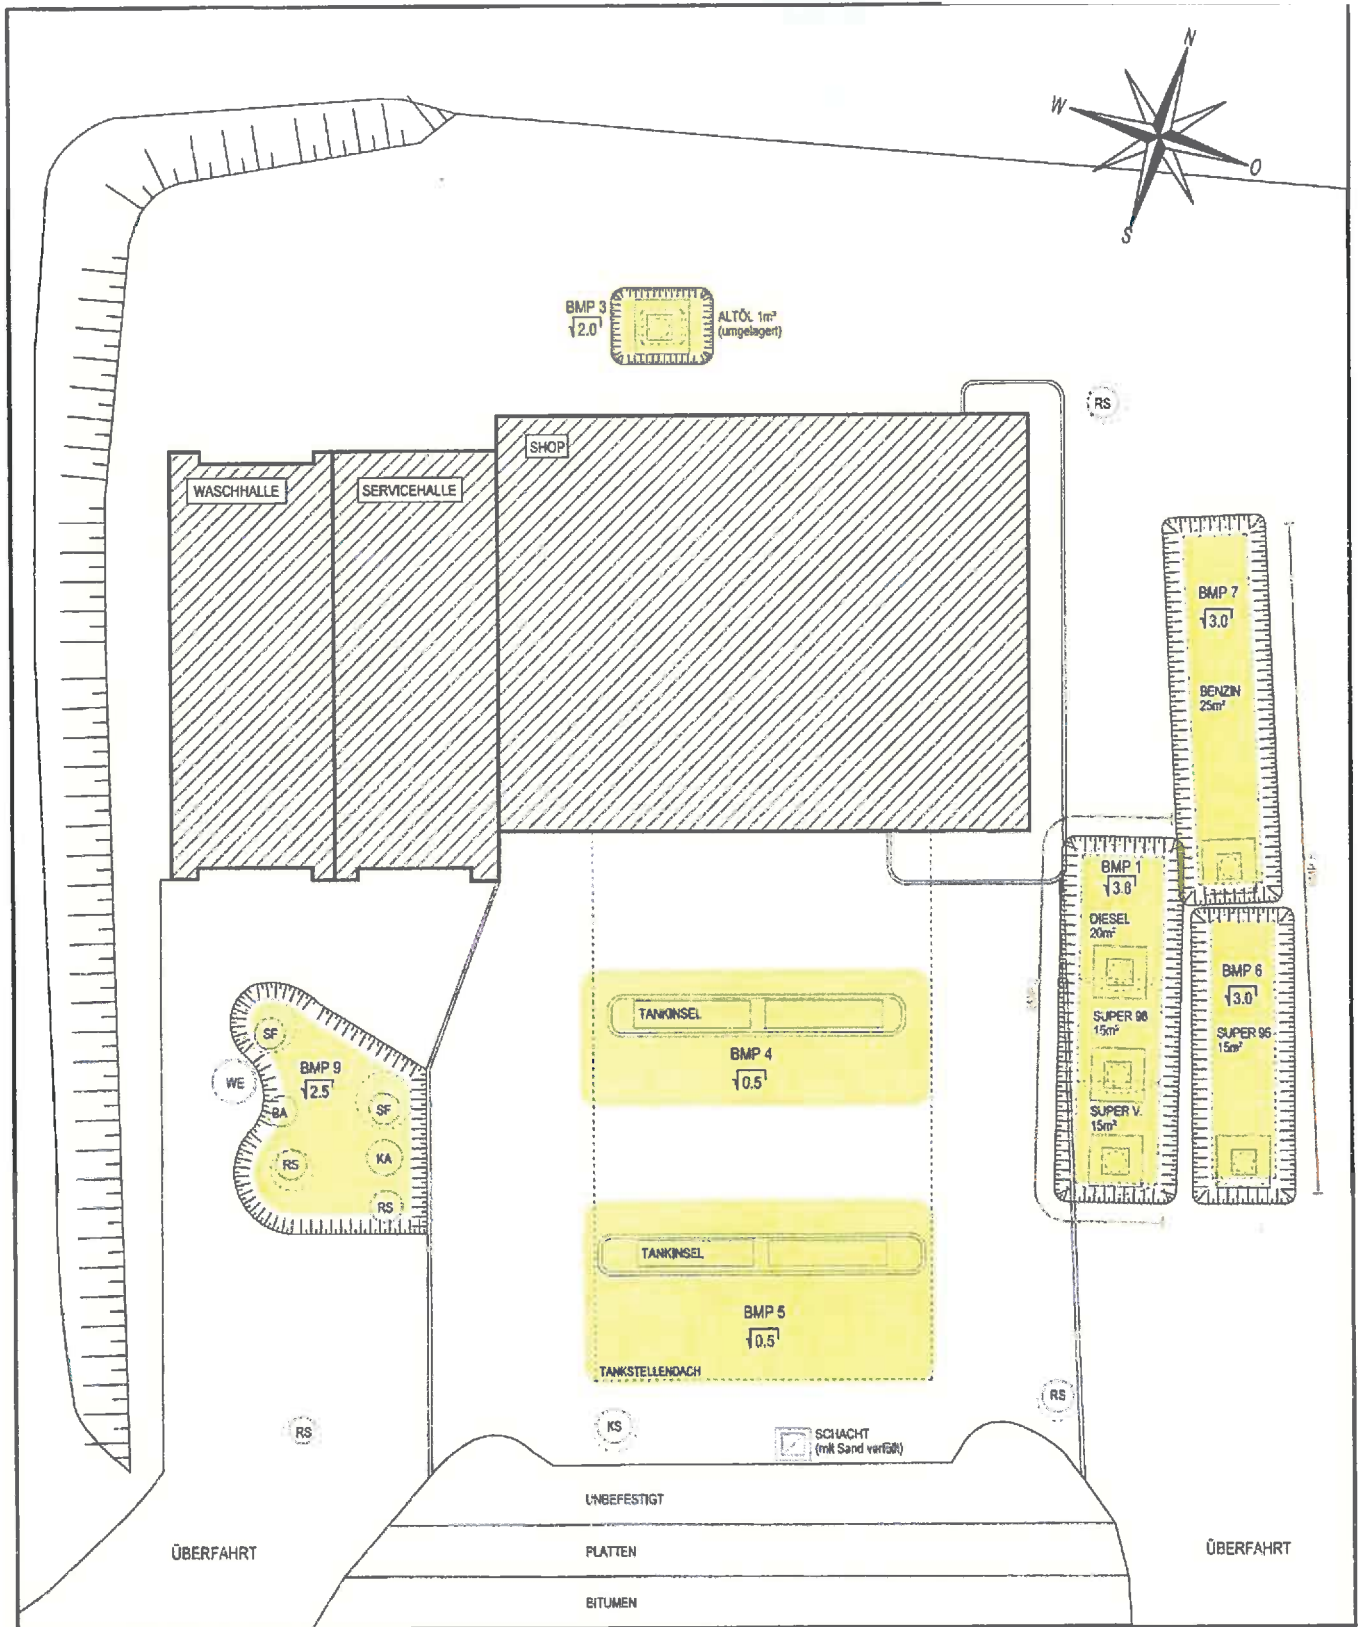 N
W
O
S
BMP 3
2.0
ALTÖL 1m³
(umgelagert)
RS
SHOP
WASCHHALLE
SERVICEHALLE
BMP 7
3.0
BENZIN
25m³
BMP 1
3.8
DIESEL
20m³
SUPER 98
15m³
SUPER V.
15m³
BMP 6
3.0
SUPER 95
15m³
TANKINSEL
BMP 4
0.5
SF
BMP 9
2.5
WE
BA
SF
RS
KA
RS
TANKINSEL
BMP 5
0.5
TANKSTELLENDACH
RS
RS
KS
SCHACHT
(mit Sand verfüllt)
UNBEFESTIGT
ÜBERFAHRT
PLATTEN
ÜBERFAHRT
BITUMEN